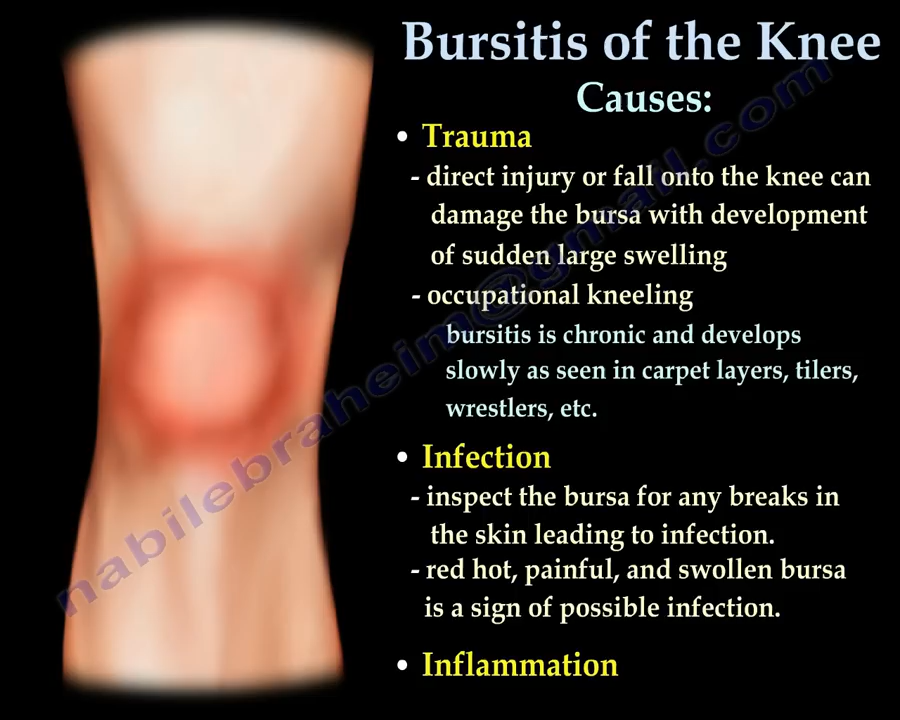 Bursitis of the Knee
Causes:
• Trauma
- direct injury or fall onto the knee can
damage the bursa with development
of sudden large swelling
- occupational kneeling
bursitis is chronic and develops
slowly as seen in carpet layers, tilers,
wrestlers, etc.
• Infection
- inspect the bursa for any breaks in
the skin leading to infection.
- red hot, painful, and swollen bursa
is a sign of possible infection.
• Inflammation
nabilebraheim@gmail.com